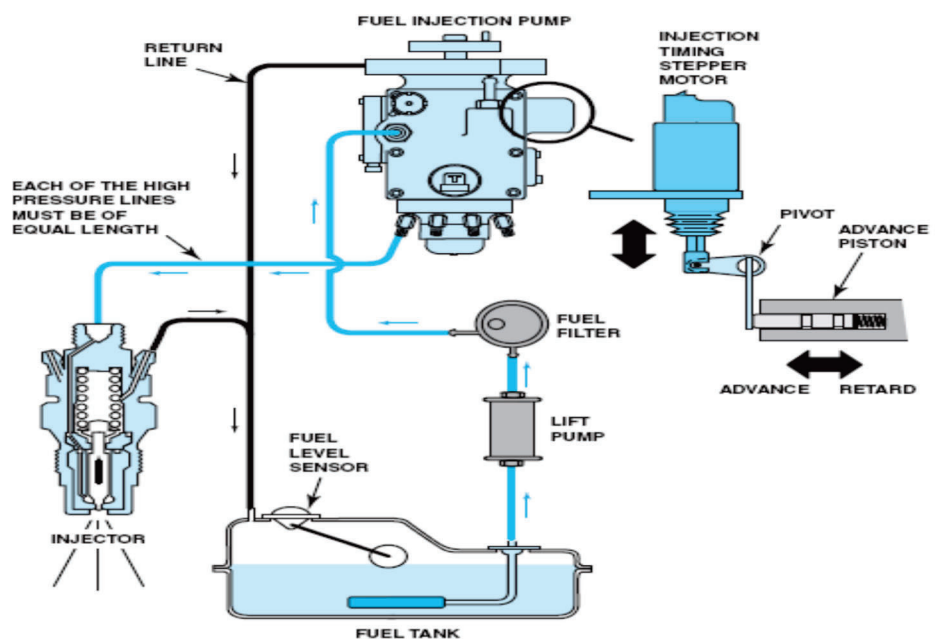 FUEL INJECTION PUMP
RETURN
LINE
INJECTION
TIMING
STEPPER
MOTOR
EACH OF THE HIGH
PRESSURE LINES
MUST BE OF
EQUAL LENGTH
T
PIVOT
ADVANCE
PISTON
FUEL
FILTER
ADVANCE RETARD
LIFT
PUMP
FUEL
LEVEL
SENSOR
INJECTOR
FUEL TANK